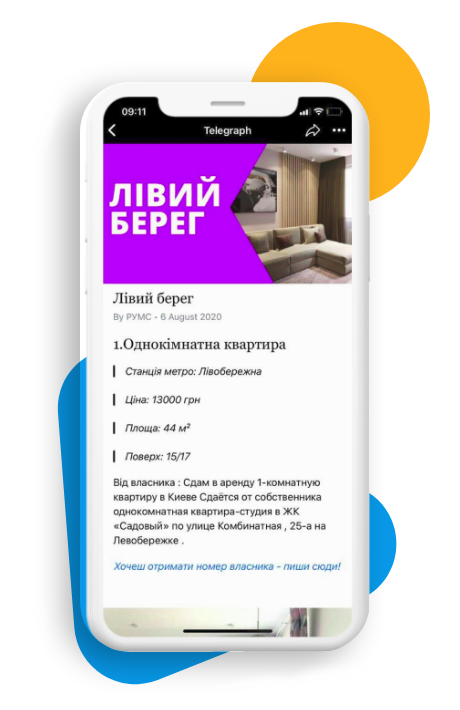 09:11
Telegraph
ЛІВИЙ
БЕРЕГ
Лівий берег
By РУМС • 6 August 2020
1.Однокімнатна квартира
Станція метро: Лівобережна
Ціна: 13000 грн
Площа: 44 м²
Поверх: 15/17
Від власника : Сдам в аренду 1-комнатную
квартиру в Киеве Сдаётся от собственника
однокомнатная квартира-студия в ЖК
«Садовый» по улице Комбинатная , 25-а на
Левобережке .
Хочеш отримати номер власника - пиши сюди!